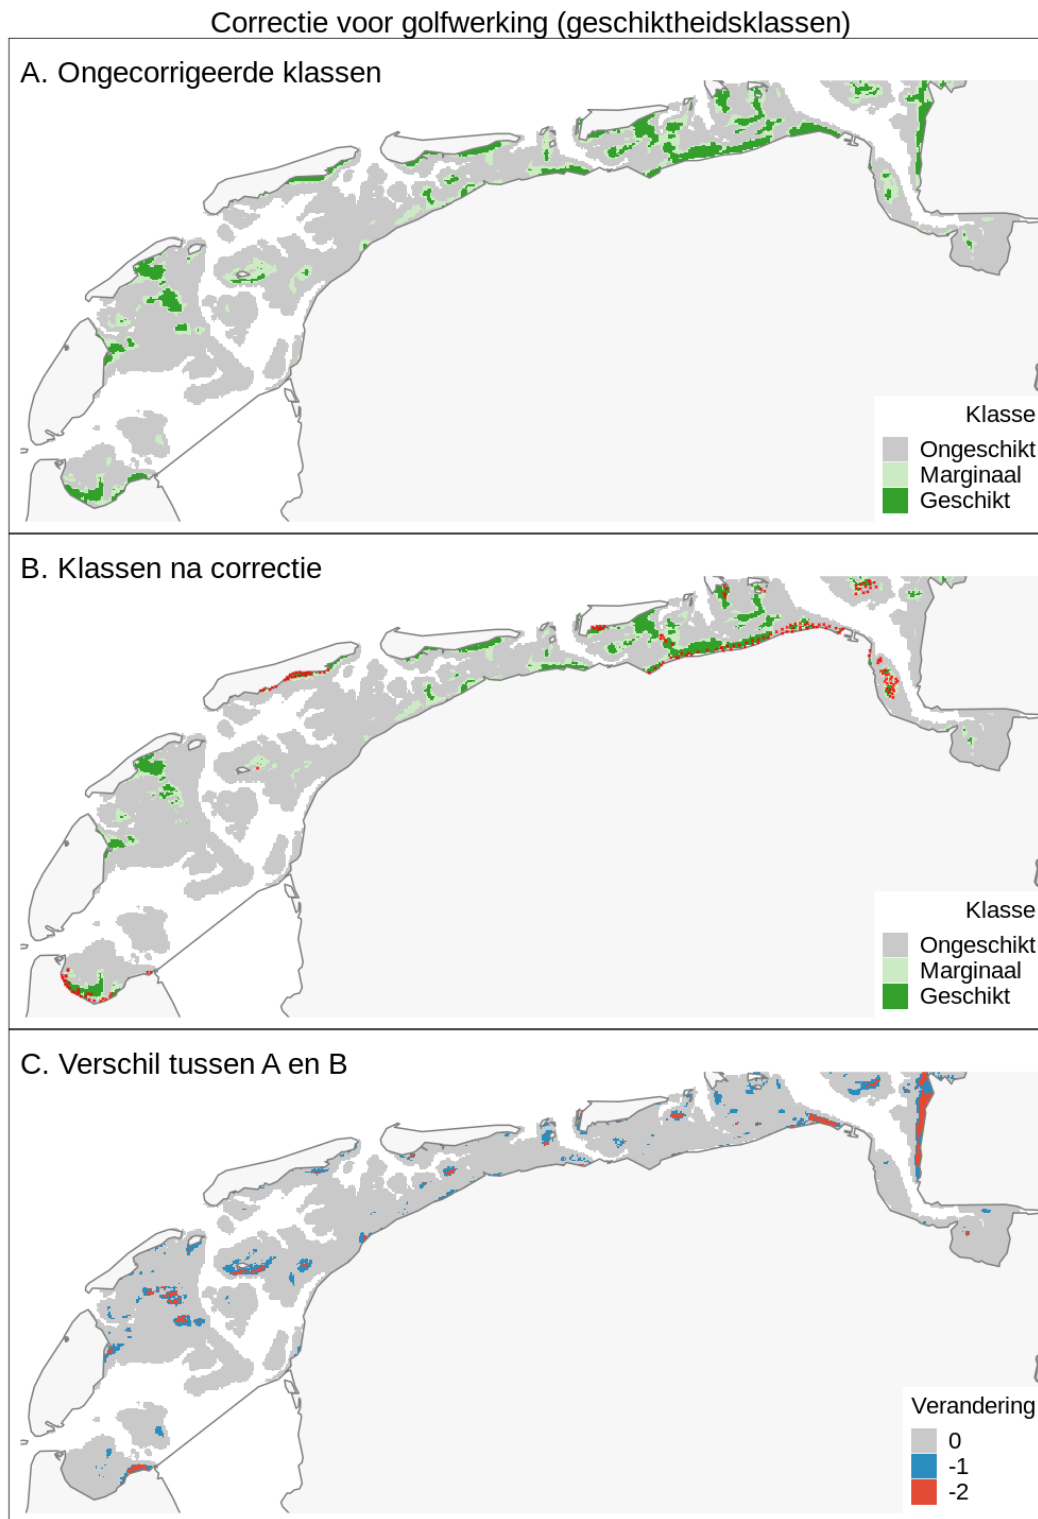 Correctie voor golfwerking (geschiktheidsklassen)
A. Ongecorrigeerde klassen
Klasse
Ongeschikt
Marginaal
Geschikt
B. Klassen na correctie
Klasse
Ongeschikt
Marginaal
Geschikt
C. Verschil tussen A en B
Verandering
0
-1
-2